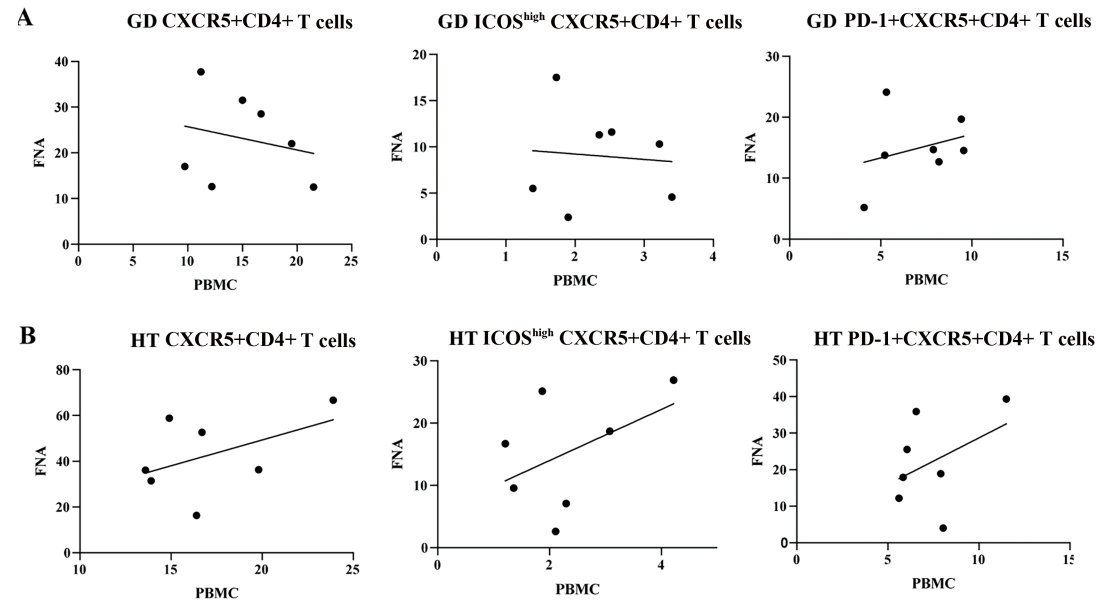 A
GD CXCR5+CD4+ T cells
GD ICOShigh CXCR5+CD4+ T cells
GD PD-1+CXCR5+CD4+ T cells
FNA
40
30
20
10
0
0 5 10 15 20 25
PBMC
FNA
20
15
10
5
0
0 1 2 3 4
PBMC
FNA
30
20
10
0
0 5 10 15
PBMC
B
HT CXCR5+CD4+ T cells
HT ICOShigh CXCR5+CD4+ T cells
HT PD-1+CXCR5+CD4+ T cells
FNA
80
60
40
20
0
10 15 20 25
PBMC
FNA
30
20
10
0
0 2 4
PBMC
FNA
50
40
30
20
10
0
0 5 10 15
PBMC